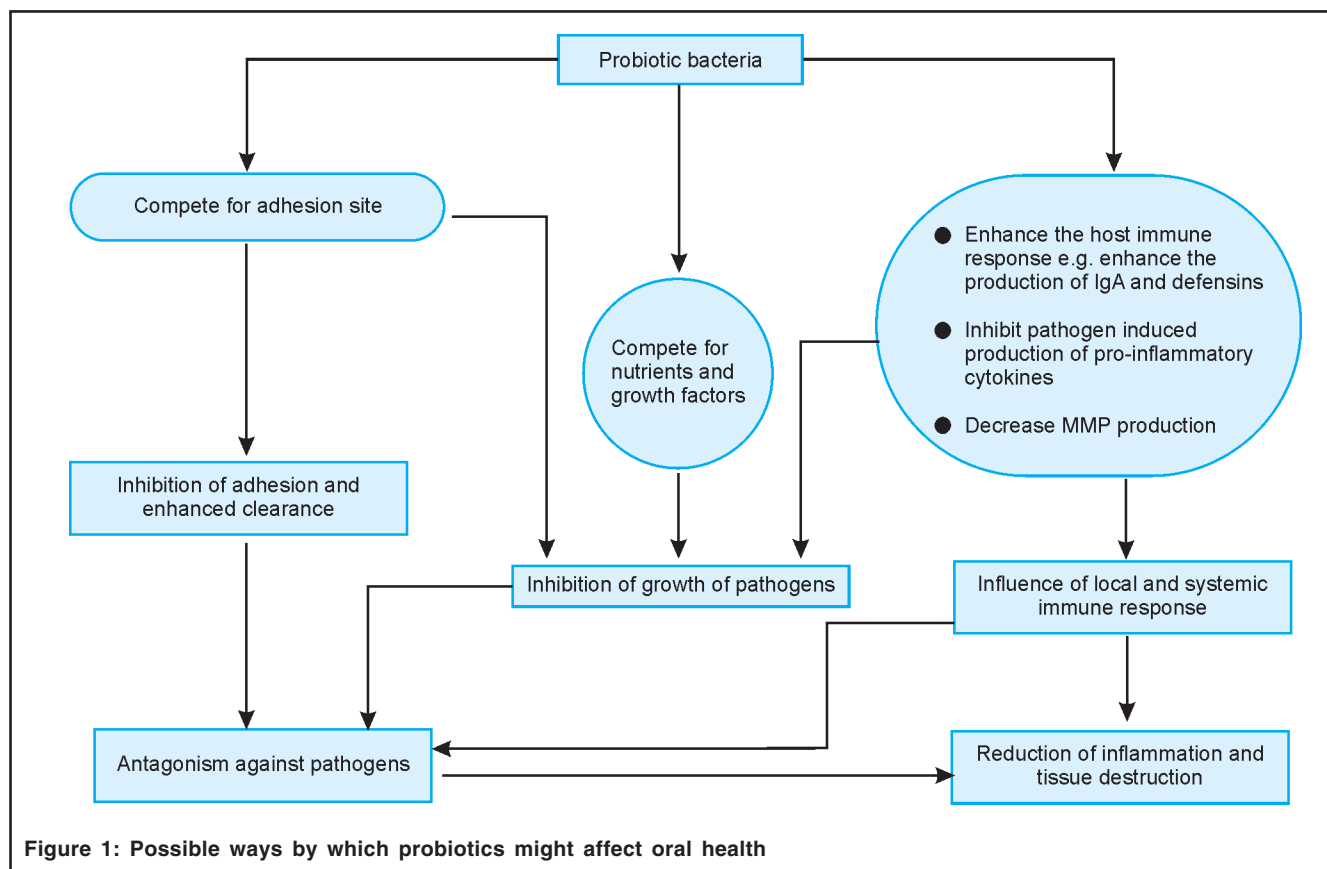 Probiotic bacteria
Compete for adhesion site
● Enhance the host immune
response e.g. enhance the
production of IgA and defensins
● Inhibit pathogen induced
production of pro-inflammatory
cytokines
● Decrease MMP production
Compete for
nutrients and
growth factors
Inhibition of adhesion and
enhanced clearance
Inhibition of growth of pathogens
Influence of local and systemic
immune response
Antagonism against pathogens
Reduction of inflammation and
tissue destruction
Figure 1: Possible ways by which probiotics might affect oral health